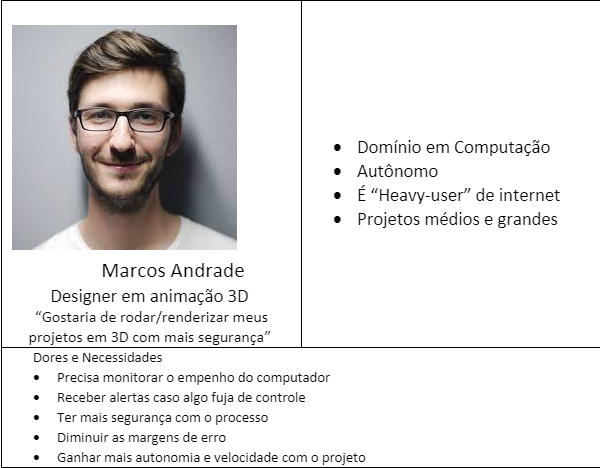 Marcos Andrade
Designer em animação 3D
“Gostaria de rodar/renderizar meus
projetos em 3D com mais segurança”
• Domínio em Computação
• Autônomo
• É “Heavy-user” de internet
• Projetos médios e grandes
Dores e Necessidades
• Precisa monitorar o empenho do computador
• Receber alertas caso algo fuja de controle
• Ter mais segurança com o processo
• Diminuir as margens de erro
• Ganhar mais autonomia e velocidade com o projeto